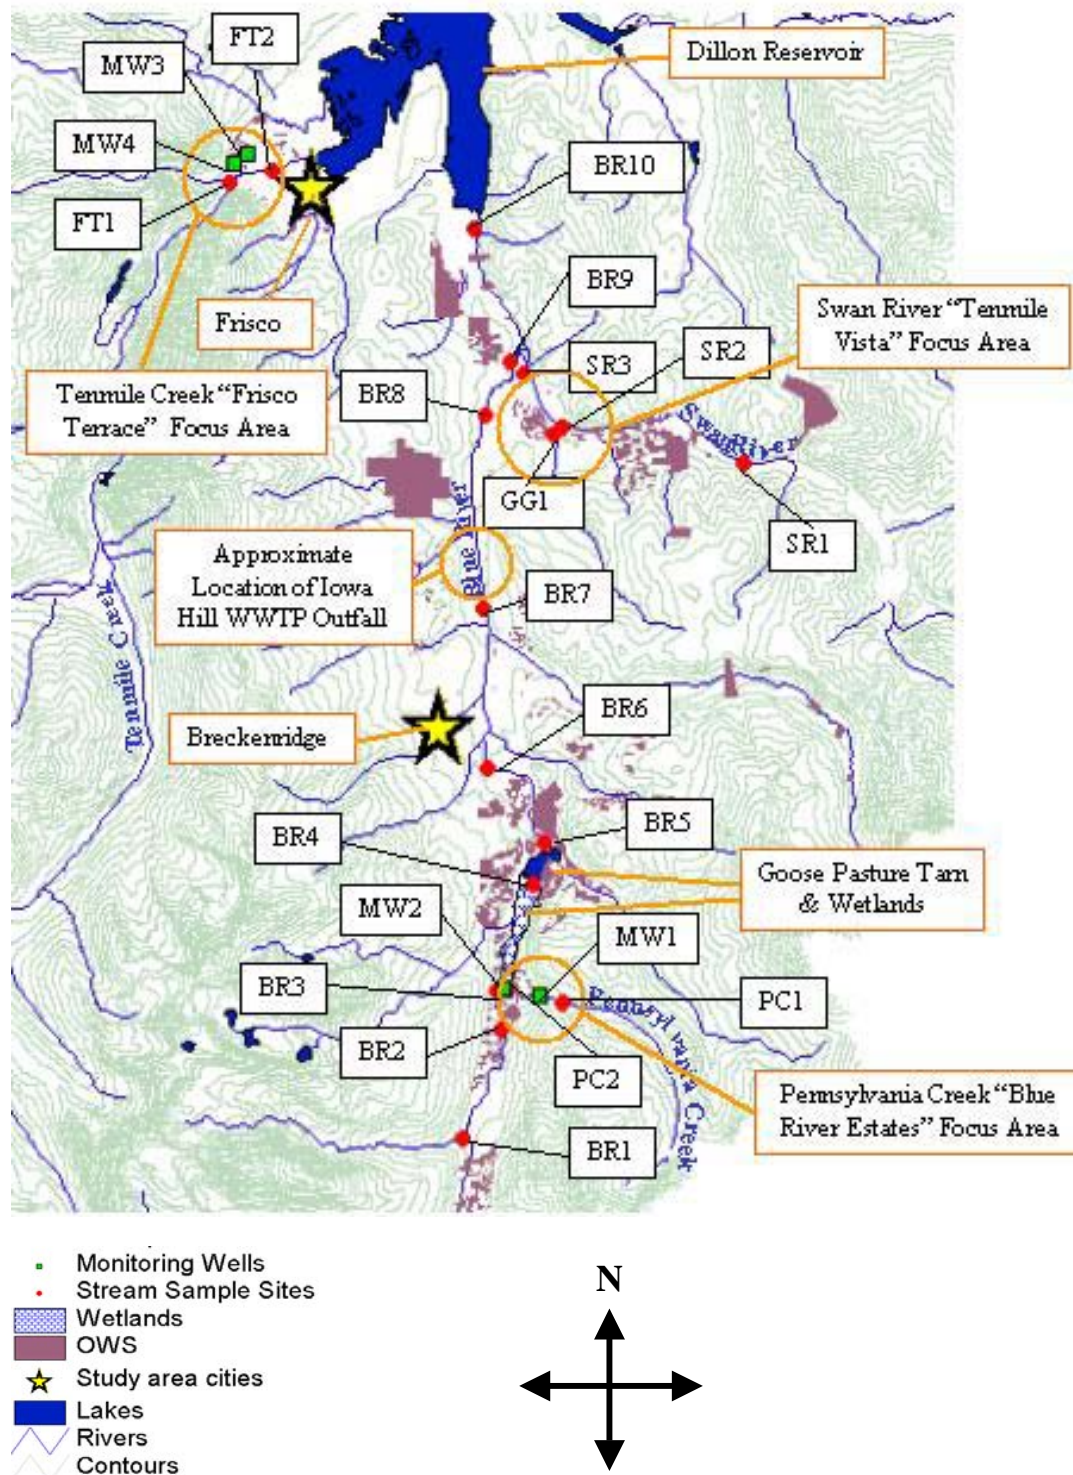 FT2
MW3
Dillon Reservoir
MW4
BR10
FT1
BR9
Swan River “Tenmile
Vista” Focus Area
Frisco
SR3
SR2
Tenmile Creek “Frisco
Terrace” Focus Area
BR8
Swan River
GG1
SR1
Approximate
Location of Iowa
Hill WWTP Outfall
Blue River
BR7
Tenmile Creek
BR6
Breckenridge
BR4
BR5
Goose Pasture Tarn
& Wetlands
MW2
MW1
BR3
PC1
Pennsylvania Creek
BR2
PC2
Pennsylvania Creek “Blue
River Estates” Focus Area
BR1
Monitoring Wells
Stream Sample Sites
Wetlands
OWS
Study area cities
Lakes
Rivers
Contours
N